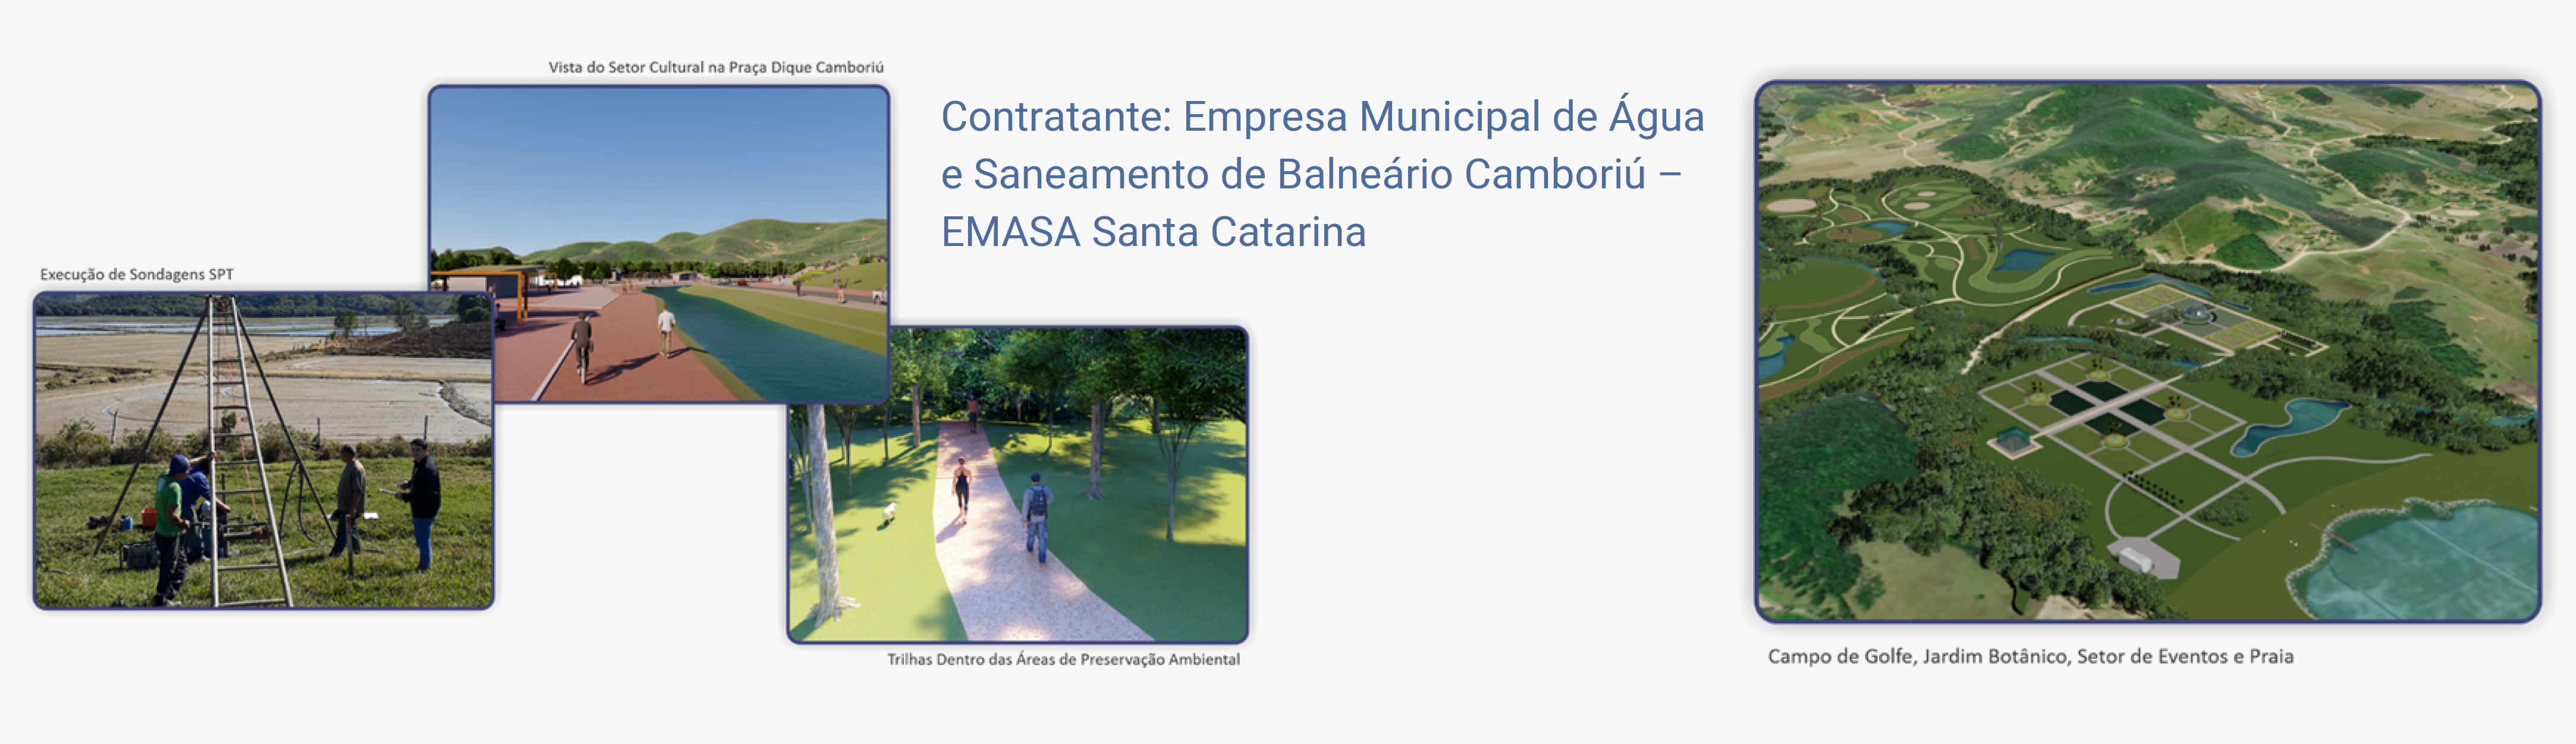 Vista do Setor Cultural na Praça Dique Camboriú
Contratante: Empresa Municipal de Água
e Saneamento de Balneário Camboriú –
EMASA Santa Catarina
Execução de Sondagens SPT
Trilhas Dentro das Áreas de Preservação Ambiental
Campo de Golfe, Jardim Botânico, Setor de Eventos e Praia